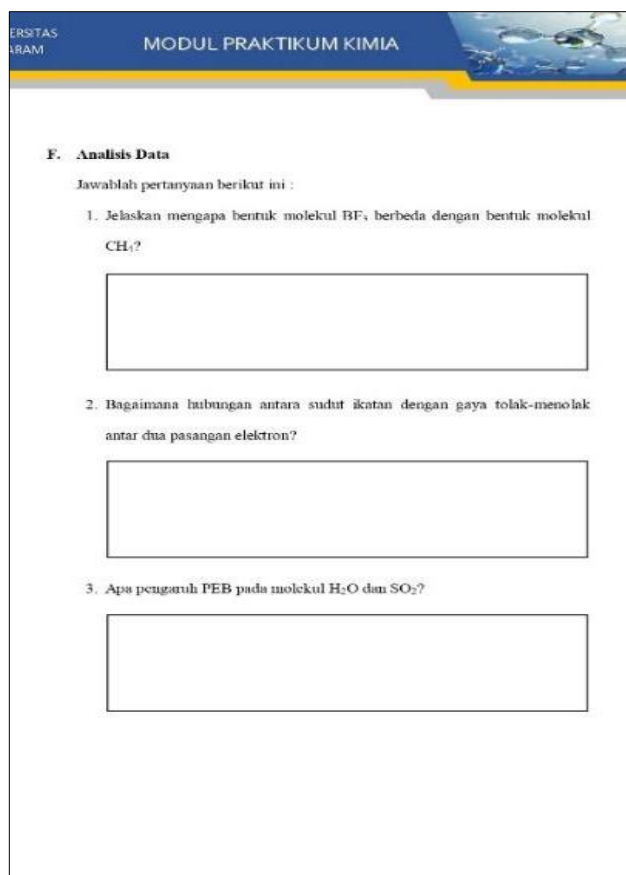 ERSITAS
ARAM
MODUL PRAKTIKUM KIMIA
F. Analisis Data
Jawablah pertanyaan berikut ini :
1. Jelaskan mengapa bentuk molekul BF₃ berbeda dengan bentuk molekul
CH₄?
2. Bagaimana hubungan antara sudut ikatan dengan gaya tolak-menolak
antar dua pasangan elektron?
3. Apa pengaruh PEB pada molekul H₂O dan SO₂?